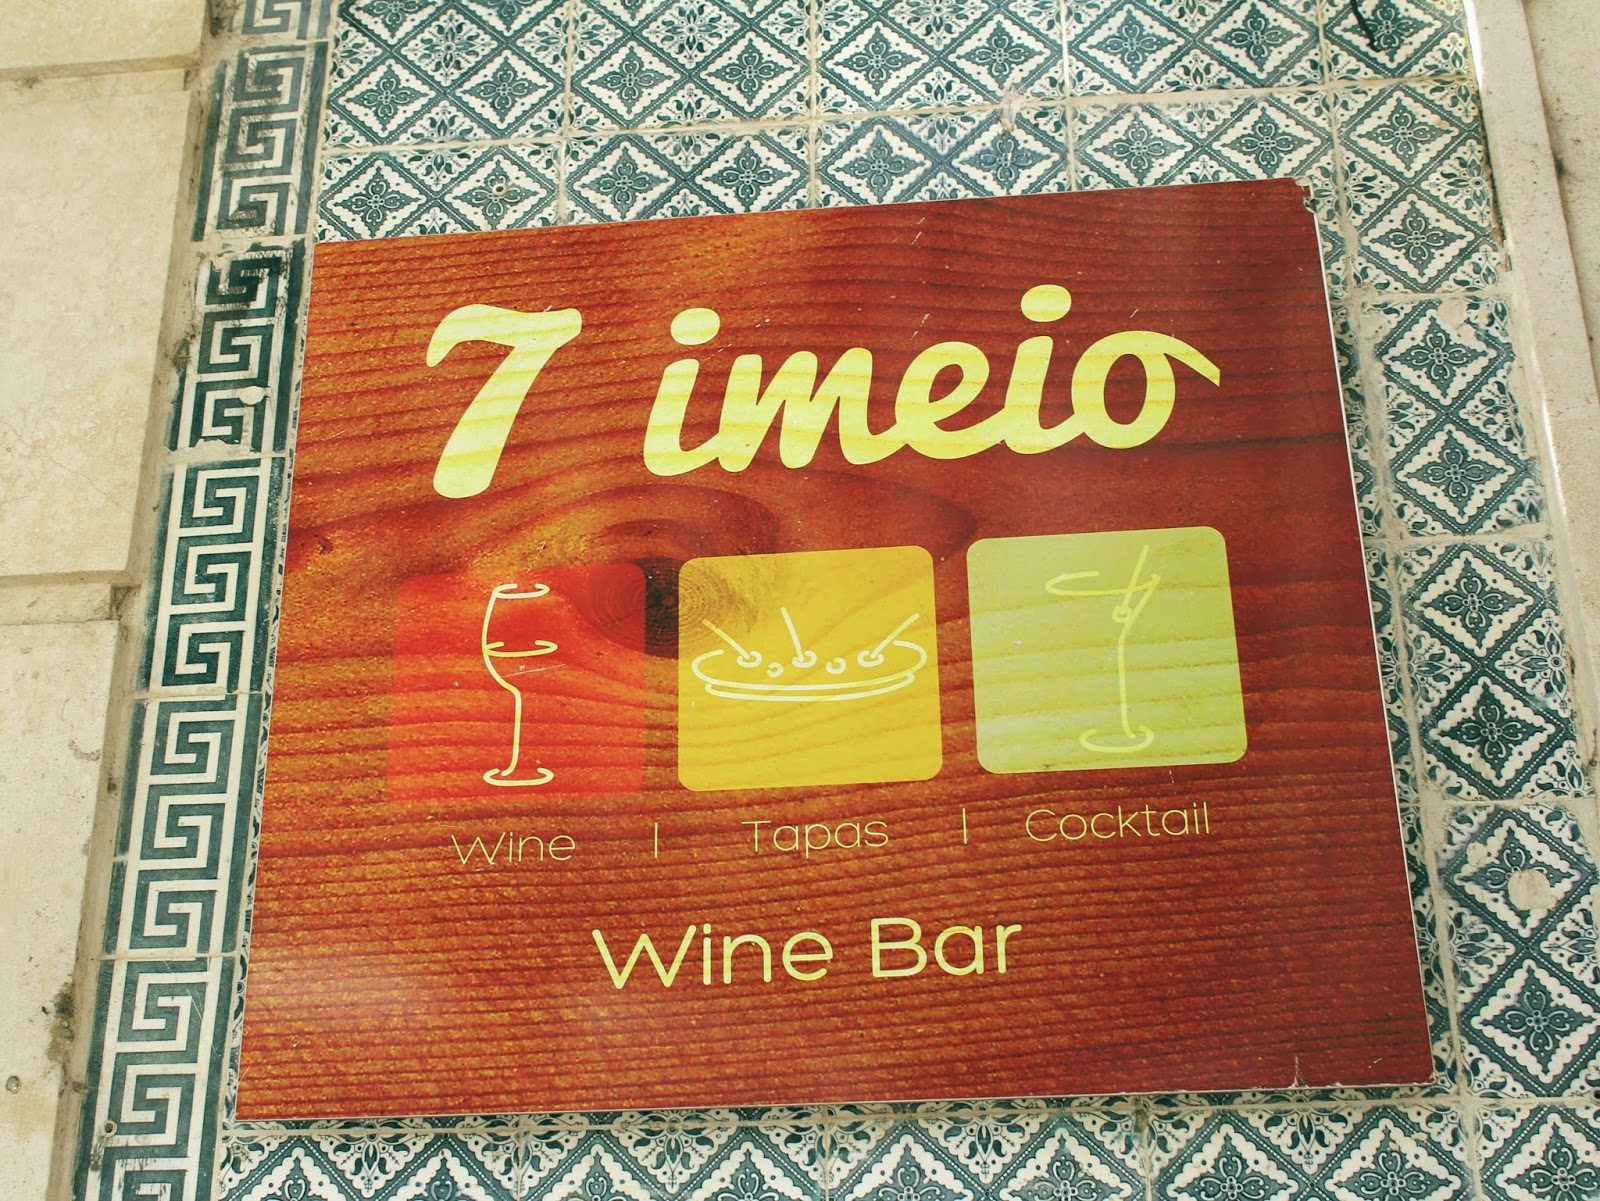 7 imeio
Wine | Tapas | Cocktail
Wine Bar